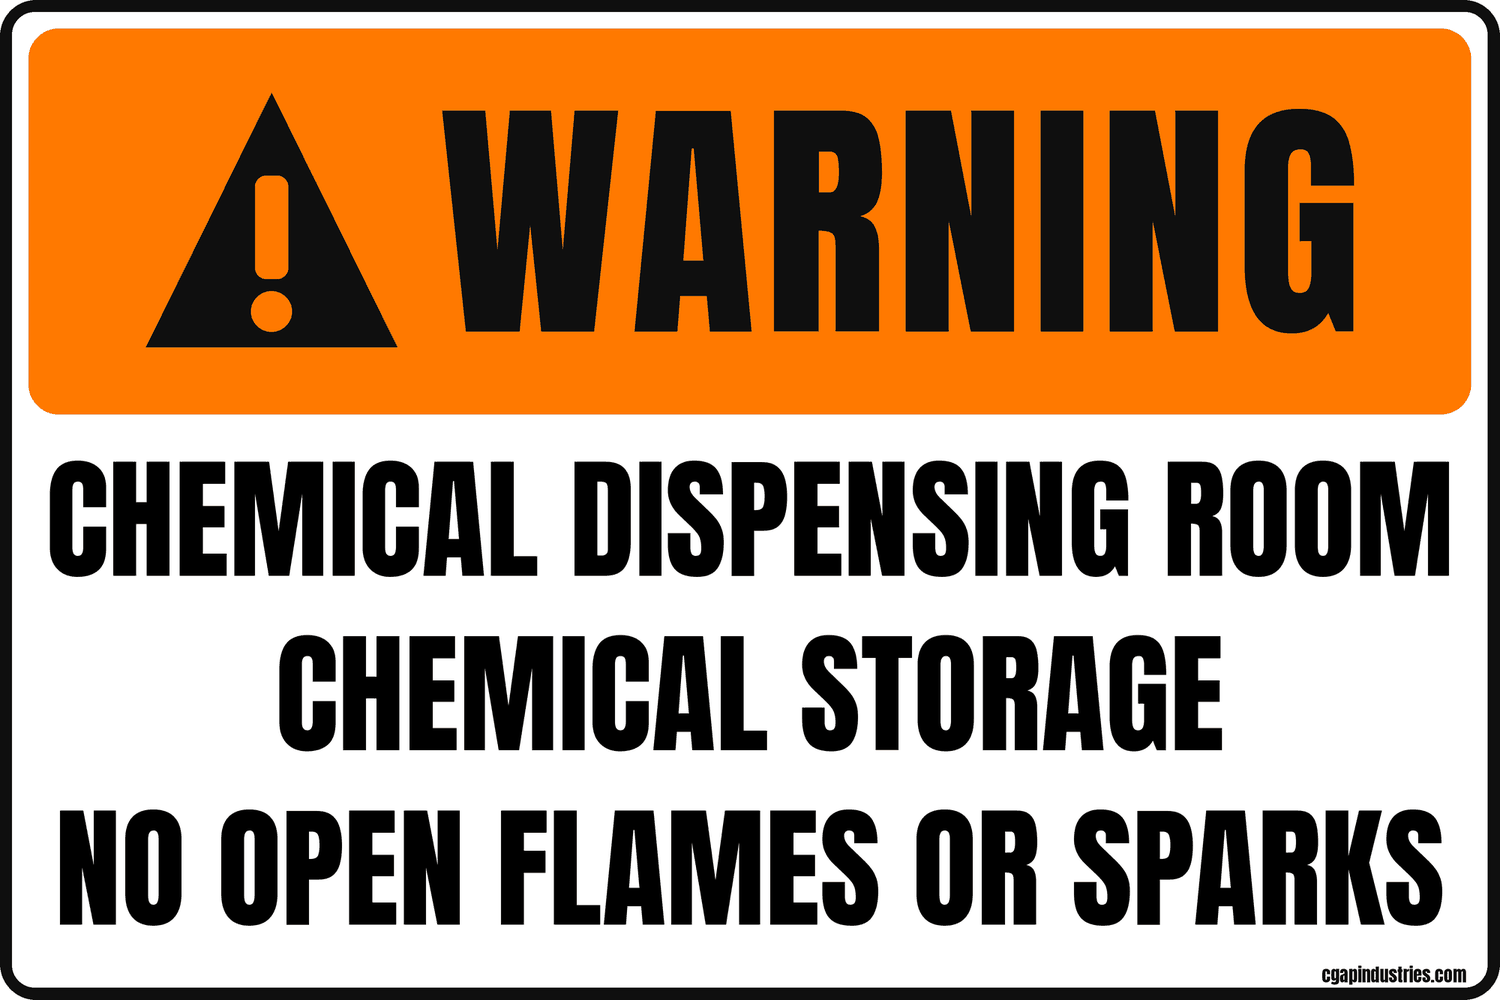 WARNING
CHEMICAL DISPENSING ROOM
CHEMICAL STORAGE
NO OPEN FLAMES OR SPARKS
cgapindustries.com